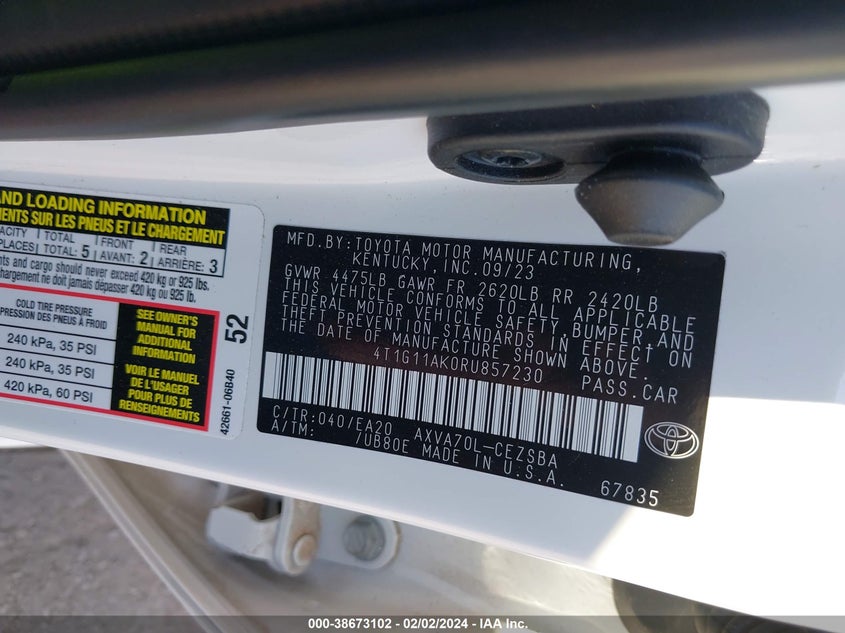 AND LOADING INFORMATION
EMENTS SUR LES PNEUS ET LE CHARGEMENT
ACITY TOTAL FRONT REAR
PLACES TOTAL: 5 AVANT: 2 ARRIÈRE: 3
nts and cargo should never exceed 420 kg or 925 lbs.
rgement ne doit jamais dépasser 420 kg ou 925 lb.
COLD TIRE PRESSURE
PRESSION DES PNEUS À FROID
240 kPa, 35 PSI
240 kPa, 35 PSI
420 kPa, 60 PSI
SEE OWNER'S
MANUAL FOR
ADDITIONAL
INFORMATION
VOIR LE MANUEL
DE L'USAGER
POUR PLUS DE
RENSEIGNEMENTS
52
42661-06B40
MFD.BY:TOYOTA MOTOR MANUFACTURING,
KENTUCKY,INC.09/23
GVWR 4475LB GAWR FR 2620LB RR 2420LB
THIS VEHICLE CONFORMS TO ALL APPLICABLE
FEDERAL MOTOR VEHICLE SAFETY,BUMPER,AND
THEFT PREVENTION STANDARDS IN EFFECT ON
THE DATE OF MANUFACTURE SHOWN ABOVE.
4T1G11AK0RU857230 PASS.CAR
C/TR:040/EA20 AXVA70L-CEZSBA
A/TM: /UB80E MADE IN U.S.A.
67835
000-38673102 - 02/02/2024 - IAA Inc.